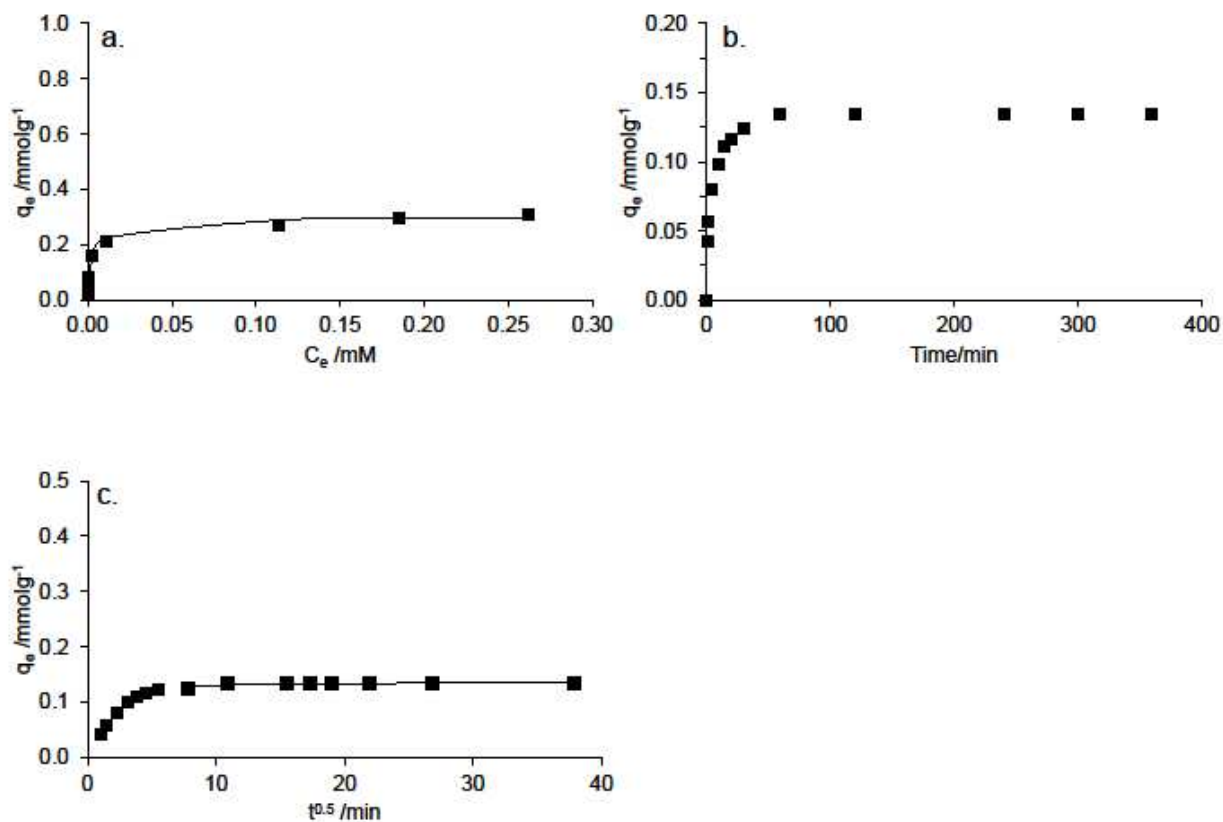 a.
1.0
0.8
0.6
0.4
0.2
0.0
qₑ /mmolg⁻¹
0.00 0.05 0.10 0.15 0.20 0.25 0.30
Cₑ /mM
b.
0.20
0.15
0.10
0.05
0.00
qₑ /mmolg⁻¹
0 100 200 300 400
Time/min
c.
0.5
0.4
0.3
0.2
0.1
0.0
qₑ /mmolg⁻¹
0 10 20 30 40
t⁰·⁵ /min